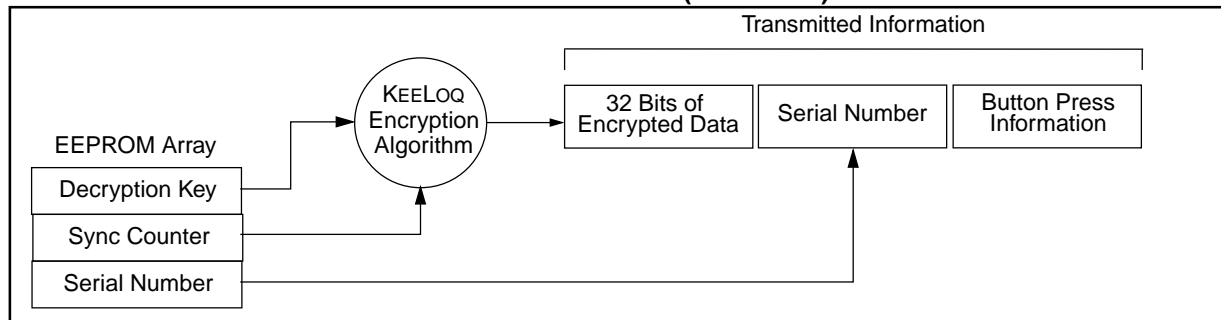 Transmitted Information
KEELOQ
Encryption
Algorithm
32 Bits of
Encrypted Data
Serial Number
Button Press
Information
EEPROM Array
Decryption Key
Sync Counter
Serial Number